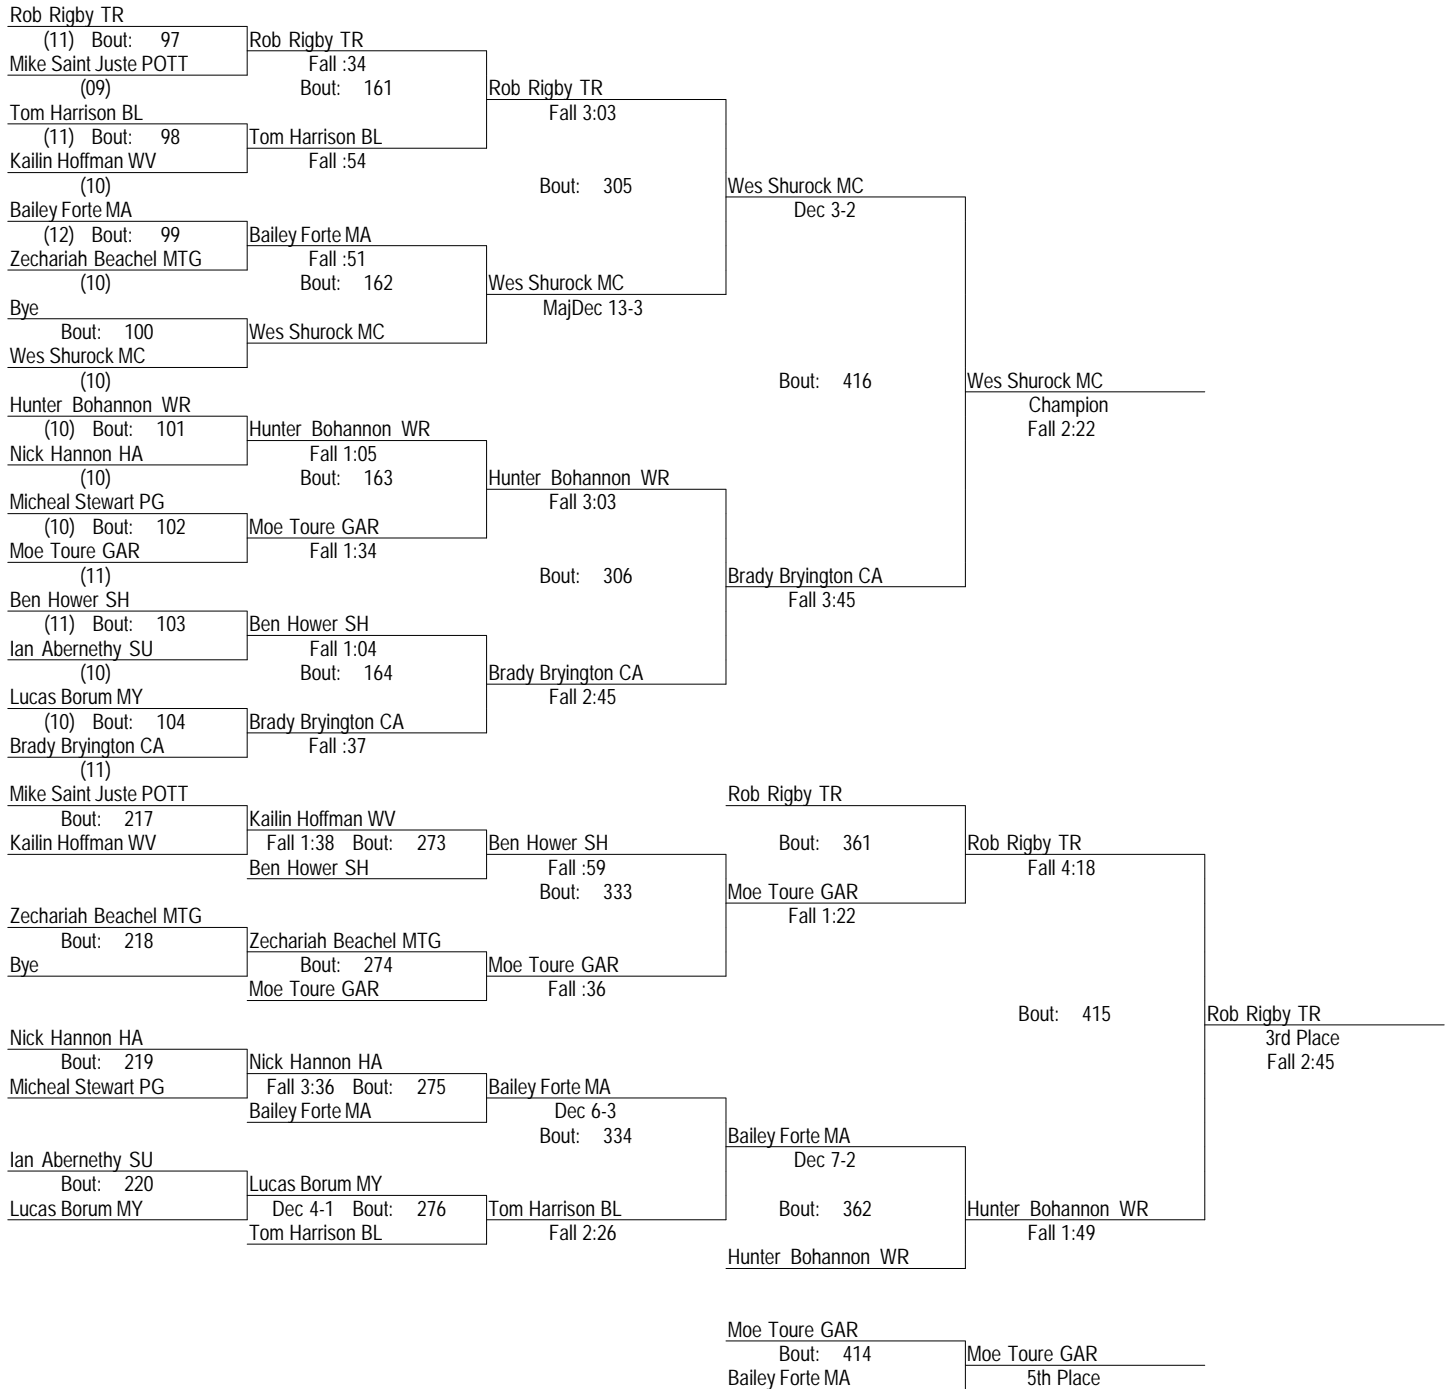 Rob Rigby TR
(11) Bout: 97 Rob Rigby TR
Mike Saint Juste POTT Fall :34
(09) Bout: 161 Rob Rigby TR
Tom Harrison BL Fall 3:03
(11) Bout: 98 Tom Harrison BL
Kailin Hoffman WV Fall :54
(10) Bout: 305 Wes Shurock MC
Bailey Forte MA Dec 3-2
(12) Bout: 99 Bailey Forte MA
Zechariah Beachel MTG Fall :51
(10) Bout: 162 Wes Shurock MC
Bye MajDec 13-3
Bout: 100 Wes Shurock MC
Wes Shurock MC
(10) Bout: 416 Wes Shurock MC
Hunter Bohannon WR Champion
(10) Bout: 101 Hunter Bohannon WR Fall 2:22
Nick Hannon HA Fall 1:05
(10) Bout: 163 Hunter Bohannon WR
Micheal Stewart PG Fall 3:03
(10) Bout: 102 Moe Toure GAR
Moe Toure GAR Fall 1:34
(11) Bout: 306 Brady Bryington CA
Ben Hower SH Fall 3:45
(11) Bout: 103 Ben Hower SH
Ian Abernethy SU Fall 1:04
(10) Bout: 164 Brady Bryington CA
Lucas Borum MY Fall 2:45
(10) Bout: 104 Brady Bryington CA
Brady Bryington CA Fall :37
(11)
Mike Saint Juste POTT Rob Rigby TR
Bout: 217 Kailin Hoffman WV
Kailin Hoffman WV Fall 1:38 Bout: 273 Ben Hower SH Bout: 361 Rob Rigby TR
Ben Hower SH Fall :59 Fall 4:18
Bout: 333 Moe Toure GAR
Zechariah Beachel MTG Fall 1:22
Bout: 218 Zechariah Beachel MTG
Bye Bout: 274 Moe Toure GAR
Moe Toure GAR Fall :36
Bout: 415 Rob Rigby TR
Nick Hannon HA 3rd Place
Bout: 219 Nick Hannon HA Fall 2:45
Micheal Stewart PG Fall 3:36 Bout: 275 Bailey Forte MA
Bailey Forte MA Dec 6-3
Bout: 334 Bailey Forte MA
Ian Abernethy SU Dec 7-2
Bout: 220 Lucas Borum MY
Lucas Borum MY Dec 4-1 Bout: 276 Tom Harrison BL Bout: 362 Hunter Bohannon WR
Tom Harrison BL Fall 2:26 Fall 1:49
Hunter Bohannon WR
Moe Toure GAR
Bout: 414 Moe Toure GAR
Bailey Forte MA 5th Place